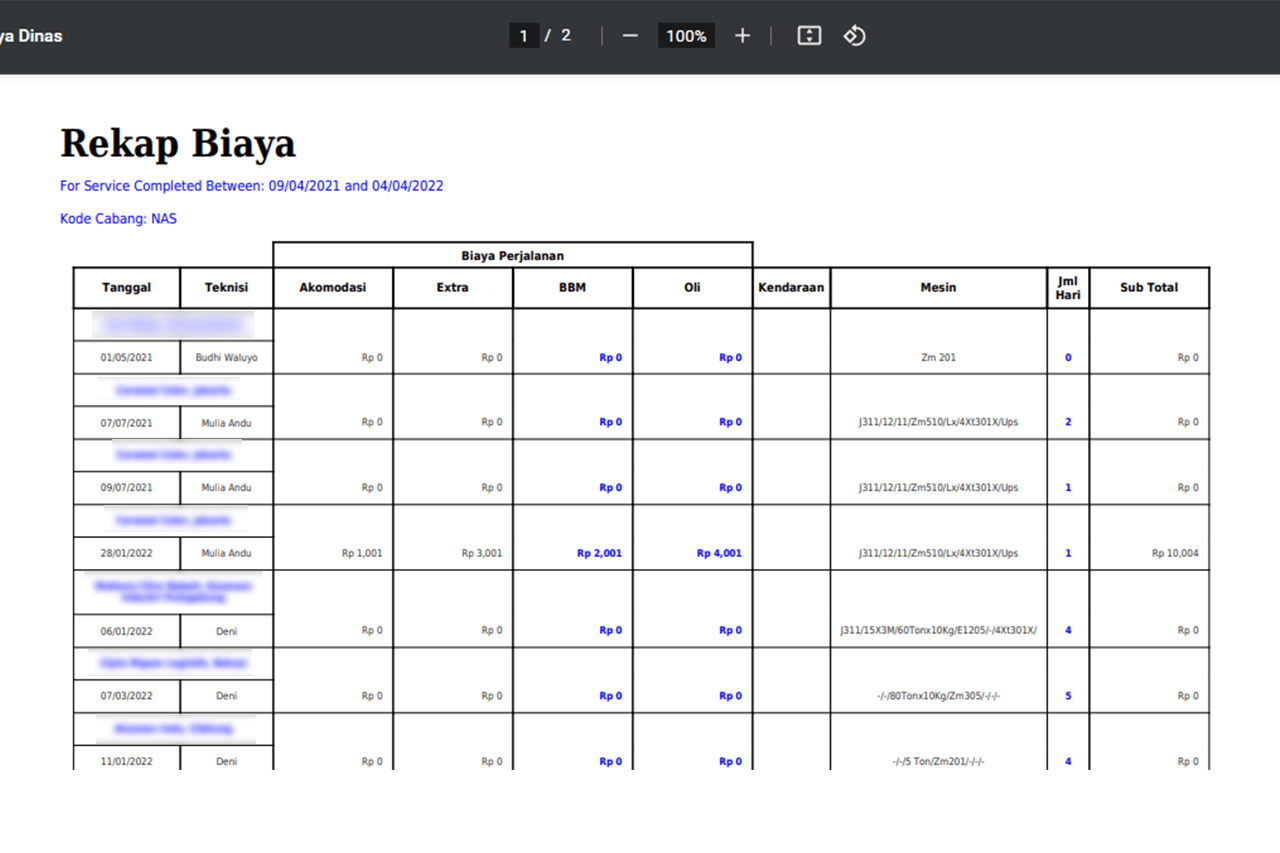 ya Dinas
1 / 2
100%
Rekap Biaya
For Service Completed Between: 09/04/2021 and 04/04/2022
Kode Cabang: NAS
Biaya Perjalanan
Tanggal Teknisi Akomodasi Extra BBM Oli Kendaraan Mesin Jml Hari Sub Total
01/05/2021 Budhi Waluyo Rp 0 Rp 0 Rp 0 Rp 0 Zm 201 0 Rp 0
07/07/2021 Mulia Andu Rp 0 Rp 0 Rp 0 Rp 0 J311/12/11/Zm510/Lx/4Xt301X/Ups 2 Rp 0
09/07/2021 Mulia Andu Rp 0 Rp 0 Rp 0 Rp 0 J311/12/11/Zm510/Lx/4Xt301X/Ups 1 Rp 0
28/01/2022 Mulia Andu Rp 1,001 Rp 3,001 Rp 2,001 Rp 4,001 J311/12/11/Zm510/Lx/4Xt301X/Ups 1 Rp 10,004
06/01/2022 Deni Rp 0 Rp 0 Rp 0 Rp 0 J311/15X3M/60Tonx10Kg/E1205/-/4Xt301X/ 4 Rp 0
07/03/2022 Deni Rp 0 Rp 0 Rp 0 Rp 0 -/-/80Tonx10Kg/Zm305/-/-/- 5 Rp 0
11/01/2022 Deni Rp 0 Rp 0 Rp 0 Rp 0 -/-/5 Ton/Zm201/-/-/- 4 Rp 0